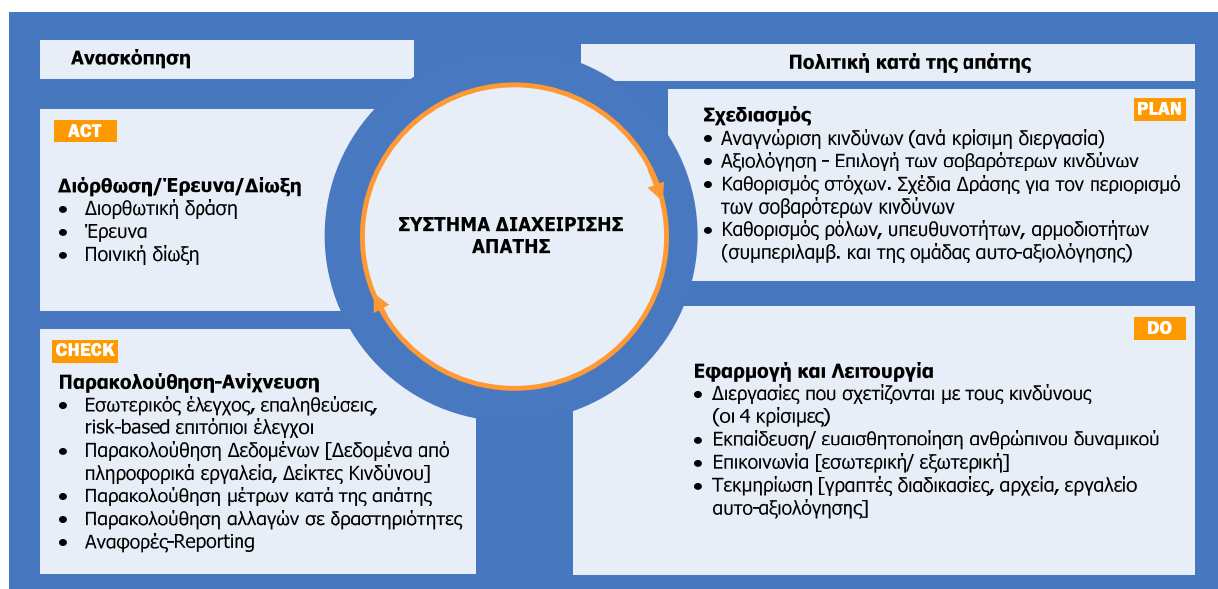 Ανασκόπηση
Πολιτική κατά της απάτης
ACT
Διόρθωση/Έρευνα/Δίωξη
• Διορθωτική δράση
• Έρευνα
• Ποινική δίωξη
ΣΥΣΤΗΜΑ ΔΙΑΧΕΙΡΙΣΗΣ
ΑΠΑΤΗΣ
PLAN
Σχεδιασμός
• Αναγνώριση κινδύνων (ανά κρίσιμη διεργασία)
• Αξιολόγηση – Επιλογή των σοβαρότερων κινδύνων
• Καθορισμός στόχων. Σχέδια Δράσης για τον περιορισμό
των σοβαρότερων κινδύνων
• Καθορισμός ρόλων, υπευθυνοτήτων, αρμοδιοτήτων
(συμπεριλαμβ. και της ομάδας αυτο-αξιολόγησης)
CHECK
Παρακολούθηση-Ανίχνευση
• Εσωτερικός έλεγχος, επαληθεύσεις,
risk-based επιτόπιοι έλεγχοι
• Παρακολούθηση Δεδομένων [Δεδομένα από
πληροφορικά εργαλεία, Δείκτες Κινδύνου]
• Παρακολούθηση μέτρων κατά της απάτης
• Παρακολούθηση αλλαγών σε δραστηριότητες
• Αναφορές-Reporting
DO
Εφαρμογή και Λειτουργία
• Διεργασίες που σχετίζονται με τους κινδύνους
(οι 4 κρίσιμες)
• Εκπαίδευση/ ευαισθητοποίηση ανθρώπινου δυναμικού
• Επικοινωνία [εσωτερική/ εξωτερική]
• Τεκμηρίωση [γραπτές διαδικασίες, αρχεία, εργαλείο
αυτο-αξιολόγησης]